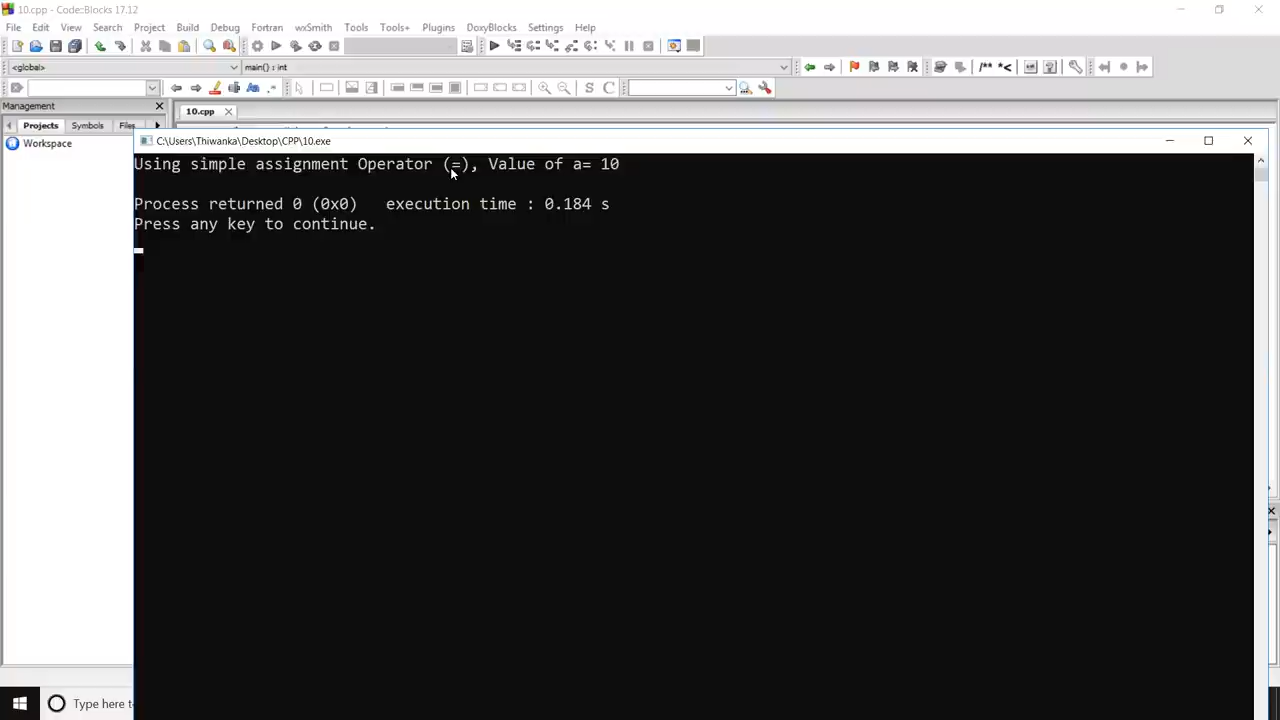 10.cpp - Code::Blocks 17.12
File Edit View Search Project Build Debug Fortran wxSmith Tools Tools+ Plugins DoxyBlocks Settings Help
<global> main() : int
/** *<
S C
Management
10.cpp
Projects Symbols Files
Workspace
C:\Users\Thiwanka\Desktop\CPP\10.exe
Using simple assignment Operator (=), Value of a= 10
Process returned 0 (0x0) execution time : 0.184 s
Press any key to continue.
Type here to